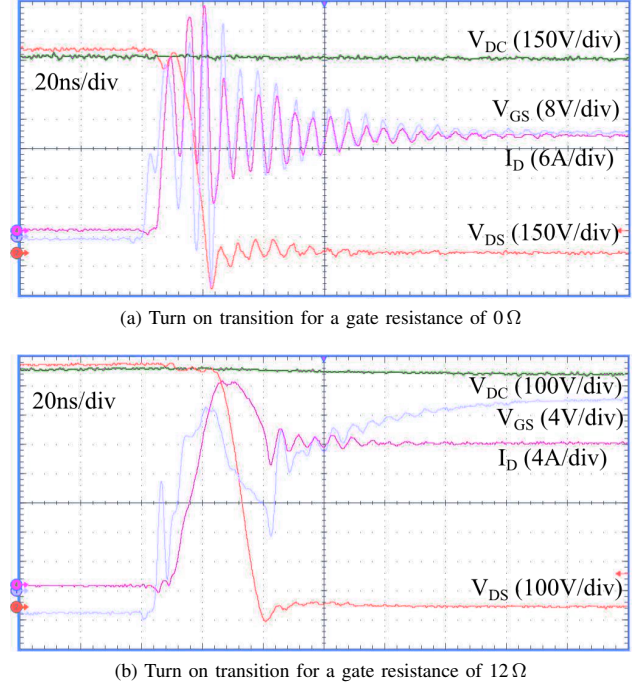 V_DC (150V/div)
20ns/div
V_GS (8V/div)
I_D (6A/div)
V_DS (150V/div)
(a) Turn on transition for a gate resistance of 0 Ω
20ns/div
V_DC (100V/div)
V_GS (4V/div)
I_D (4A/div)
V_DS (100V/div)
(b) Turn on transition for a gate resistance of 12 Ω